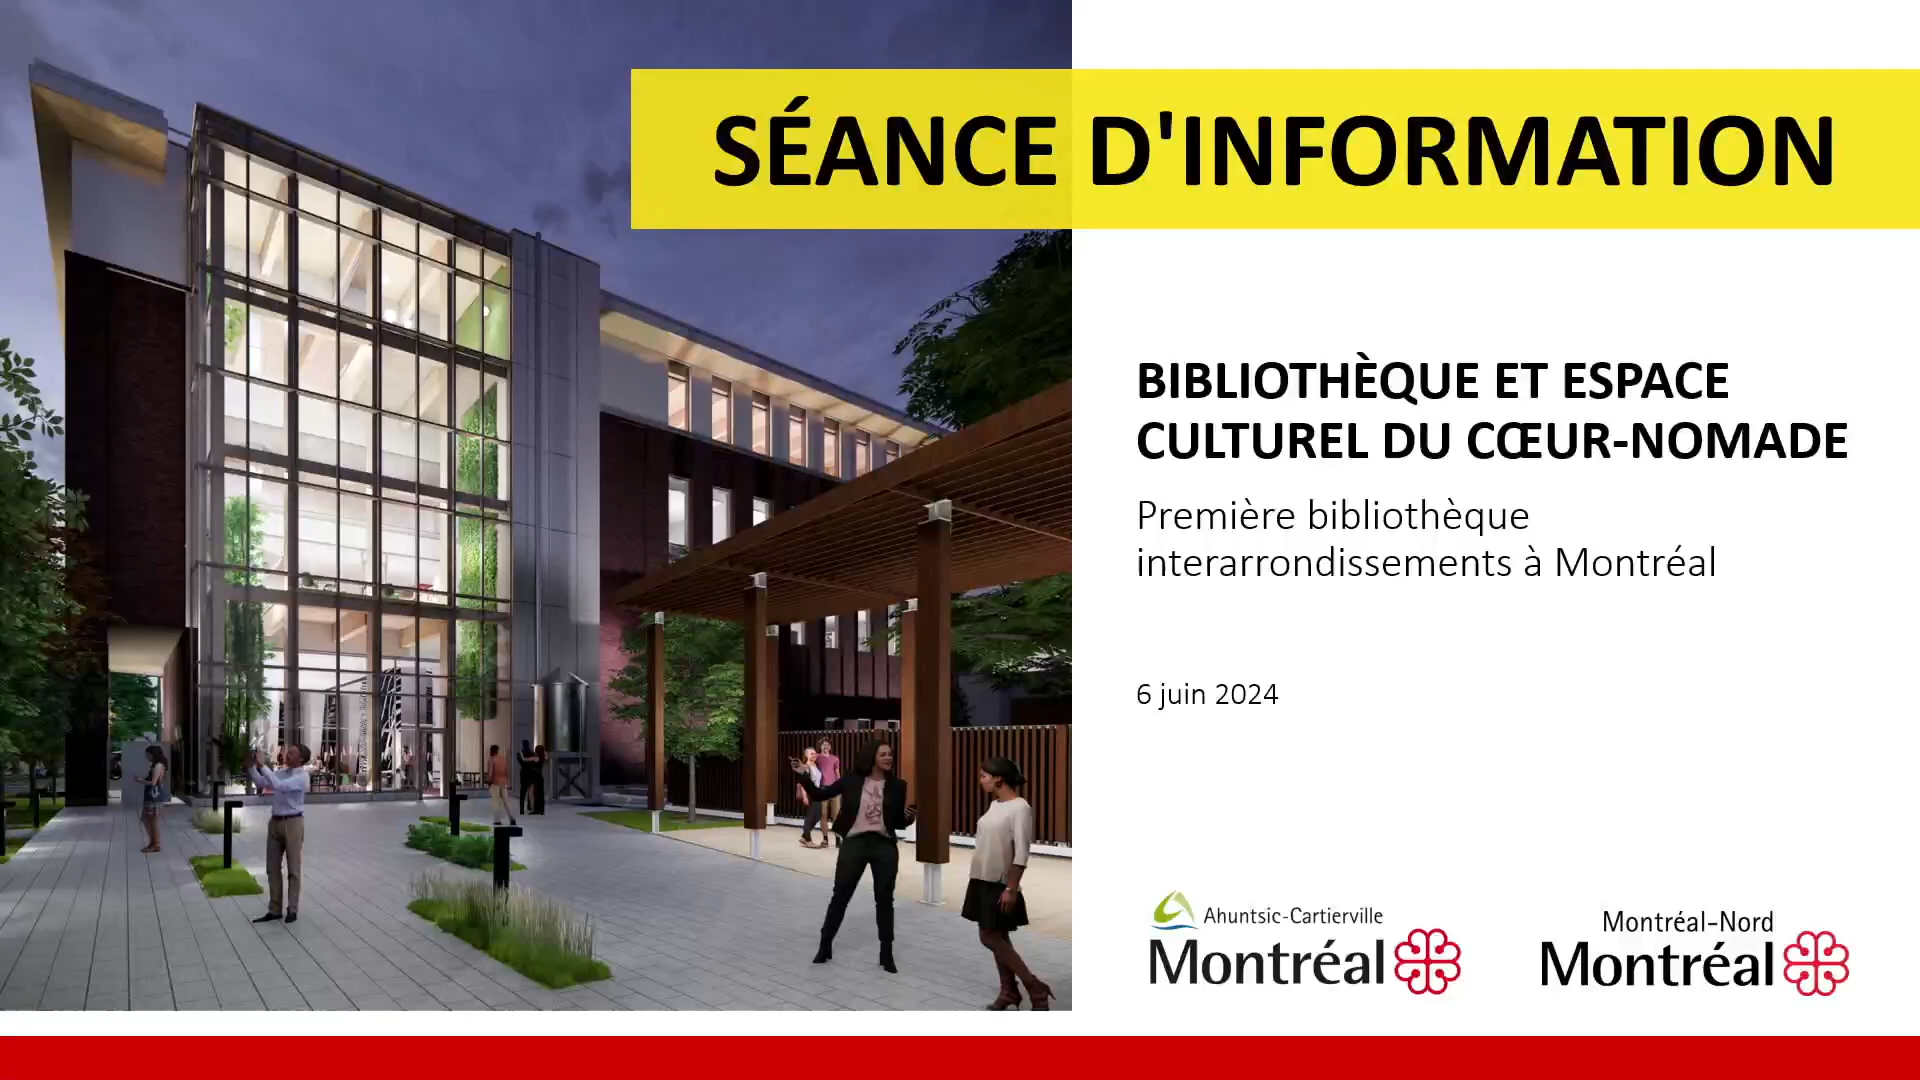 SÉANCE D'INFORMATION
BIBLIOTHÈQUE ET ESPACE
CULTUREL DU CŒUR-NOMADE
Première bibliothèque
interarrondissements à Montréal
6 juin 2024
Ahuntsic-Cartierville
Montréal
Montréal-Nord
Montréal